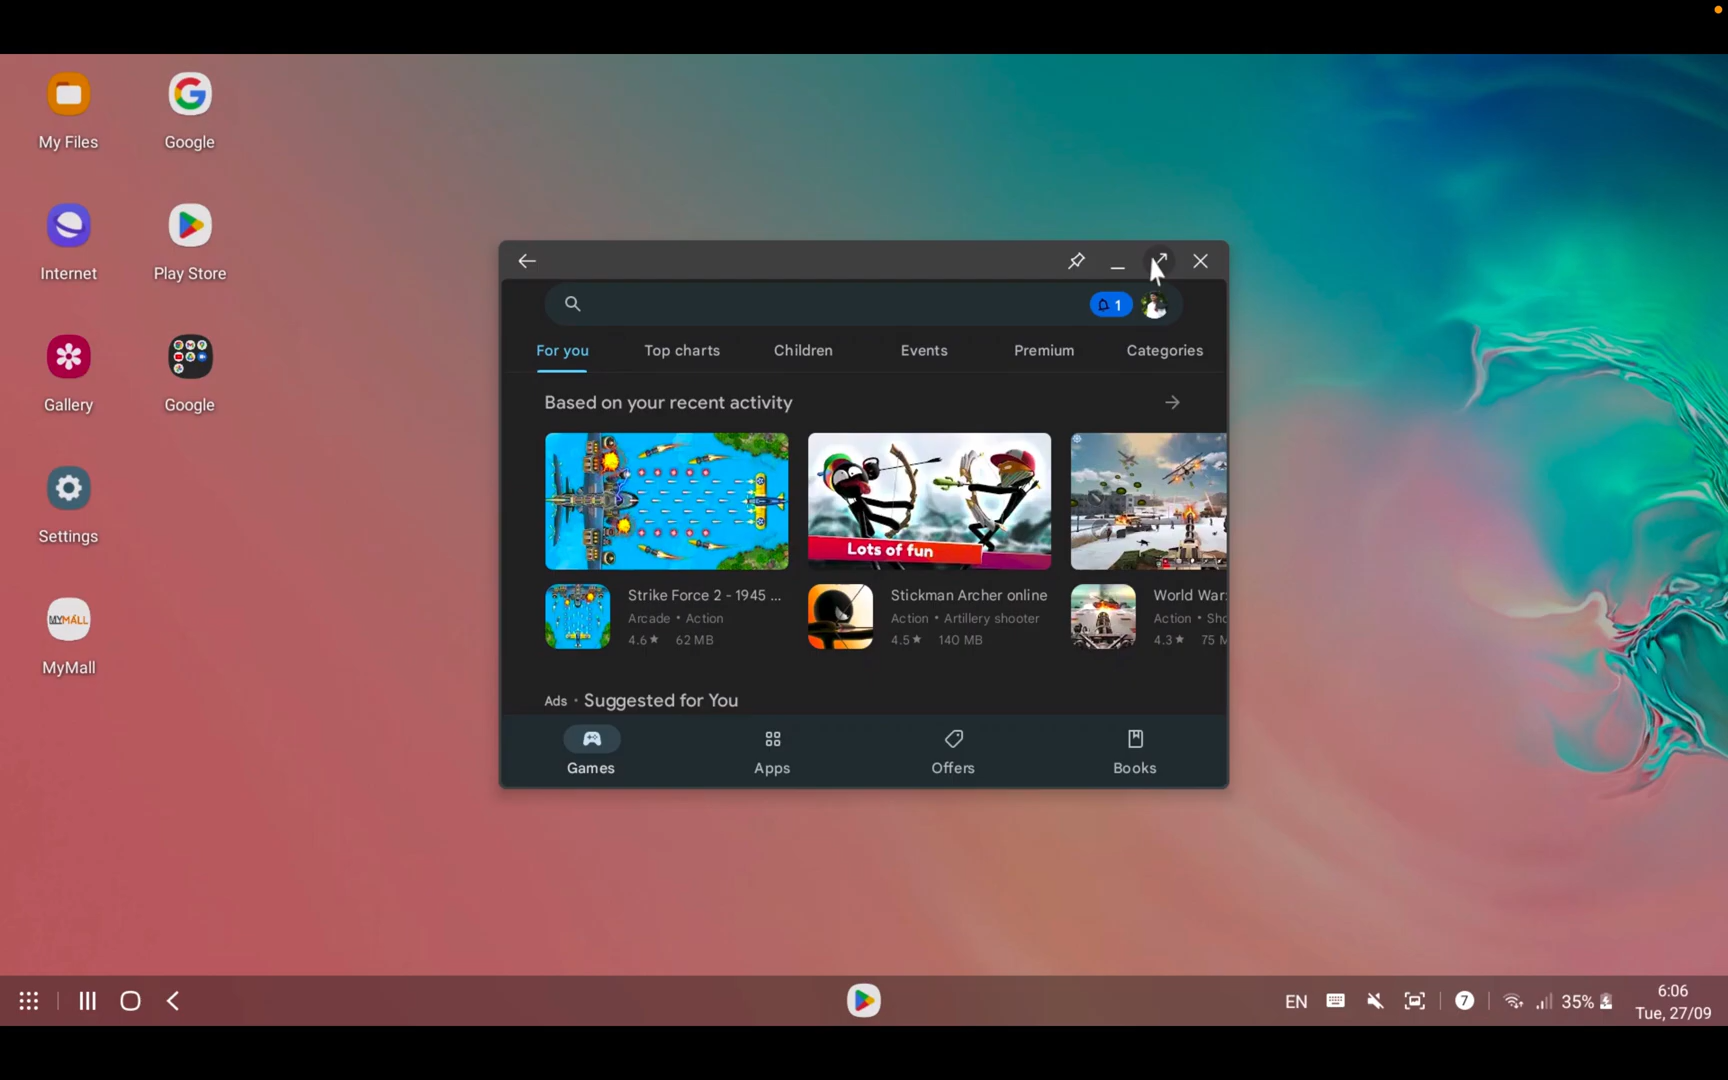 My Files
Google
Internet
Play Store
Gallery
Google
Settings
MYMALL
MyMall
1
For you
Top charts
Children
Events
Premium
Categories
Based on your recent activity
Lots of fun
Strike Force 2 - 1945 ...
Arcade • Action
4.6★ 62 MB
Stickman Archer online
Action • Artillery shooter
4.5★ 140 MB
World War
Action • Sho
4.3★ 75 M
Ads • Suggested for You
Games
Apps
Offers
Books
EN
7
35%
6:06
Tue, 27/09